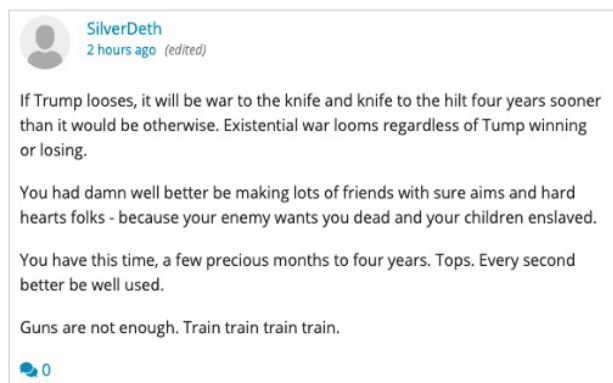 SilverDeth
2 hours ago (edited)
If Trump looses, it will be war to the knife and knife to the hilt four years sooner
than it would be otherwise. Existential war looms regardless of Tump winning
or losing.
You had damn well better be making lots of friends with sure aims and hard
hearts folks - because your enemy wants you dead and your children enslaved.
You have this time, a few precious months to four years. Tops. Every second
better be well used.
Guns are not enough. Train train train train.
0